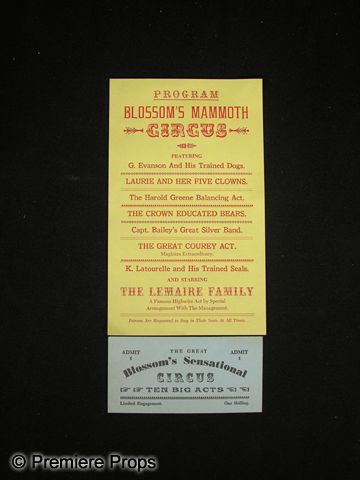 PROGRAM
BLOSSOM'S MAMMOTH
CIRCUS
FEATURING
G. Evanson And His Trained Dogs.
LAURIE AND HER FIVE CLOWNS.
The Harold Greene Balancing Act.
THE CROWN EDUCATED BEARS.
Capt. Bailey's Great Silver Band.
THE GREAT COUREY ACT.
Magician Extraordinary.
K. Latourelle and His Trained Seals.
AND STARRING
THE LEMAIRE FAMILY
A Famous Highwire Act by Special
Arrangement With The Management.
Patrons Are Requested to Stay in Their Seats At All Times.
ADMIT
1
THE GREAT
ADMIT
1
Blossom's Sensational
CIRCUS
TEN BIG ACTS
Limited Engagement.
One Shilling.
© Premiere Props